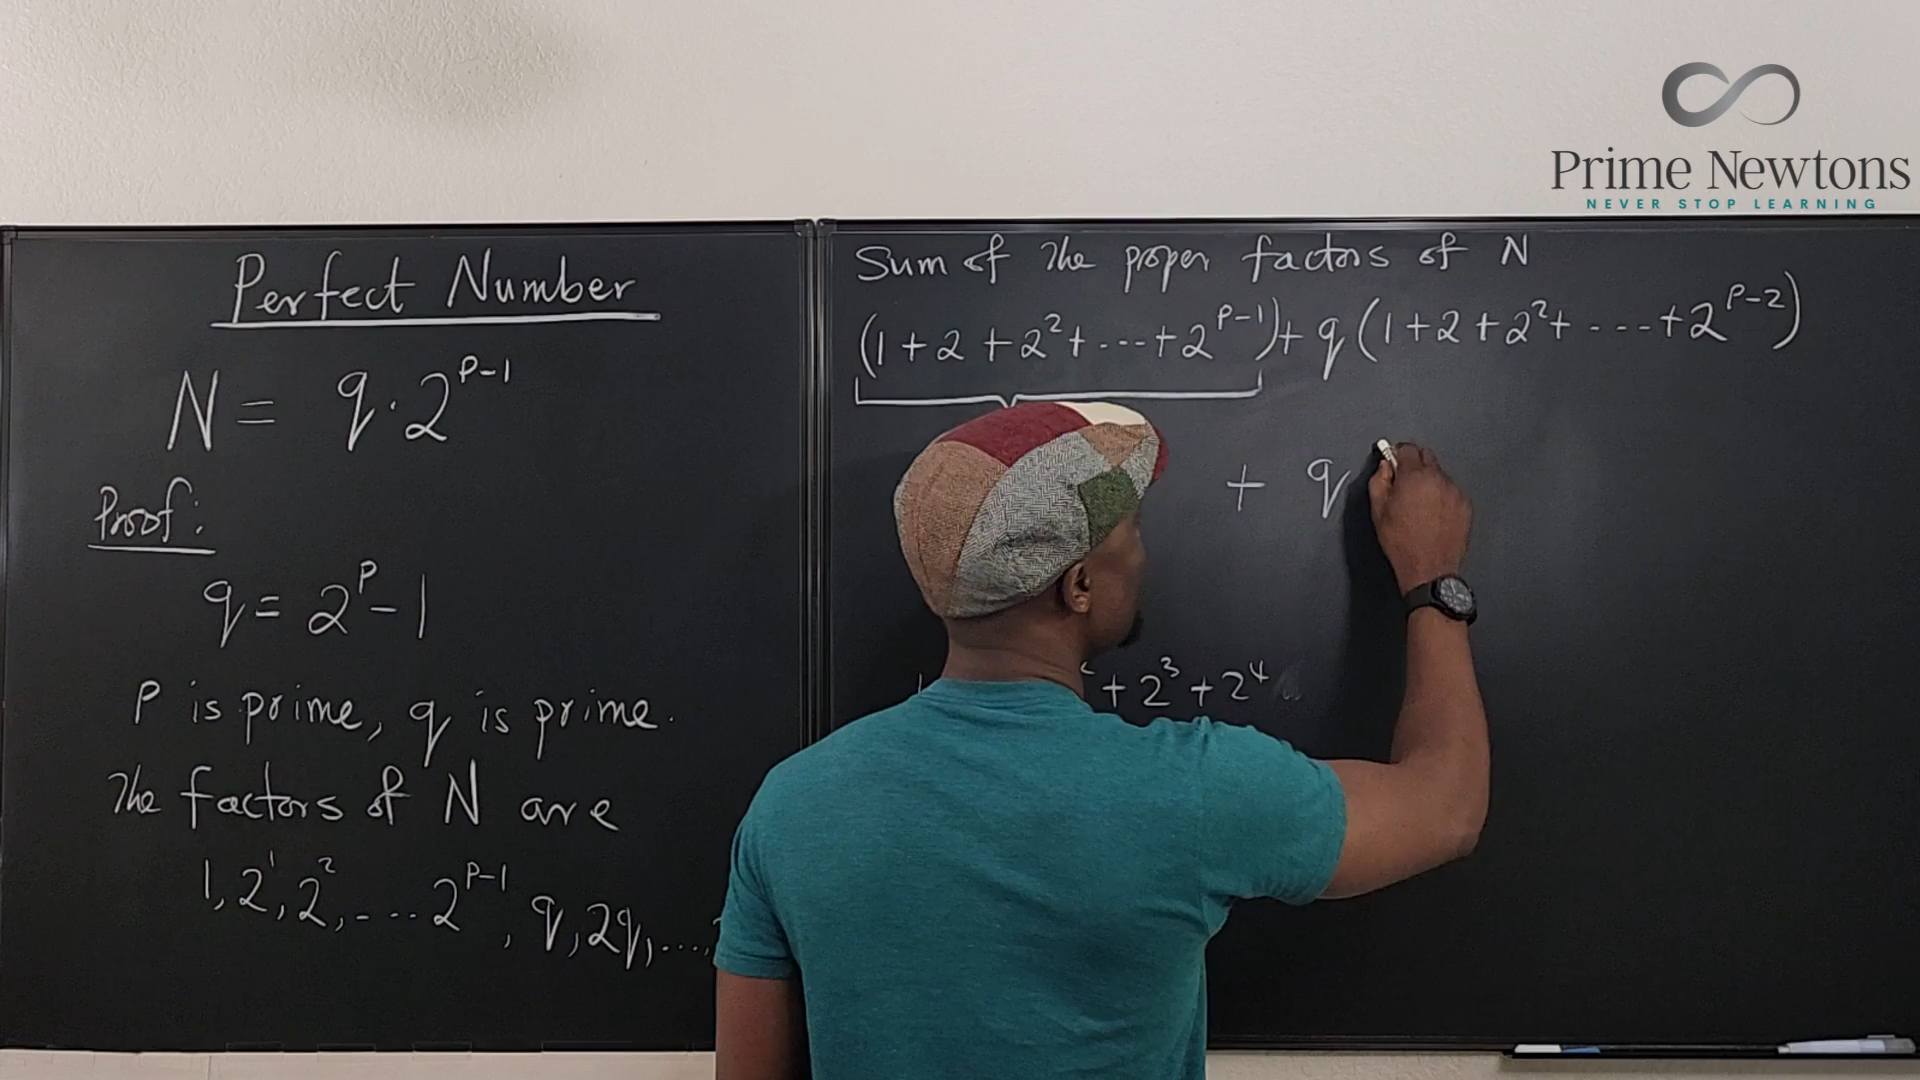 Prime Newtons
NEVER STOP LEARNING
Perfect Number
N = q · 2^{P-1}
Proof:
q = 2^P - 1
P is prime, q is prime.
The factors of N are
1, 2^1, 2^2, ---- 2^{P-1}, q, 2q, ....,
Sum of the proper factors of N
(1 + 2 + 2^2 + ---- + 2^{P-1}) + q (1 + 2 + 2^2 + ---- + 2^{P-2})
+ q
+ 2^3 + 2^4